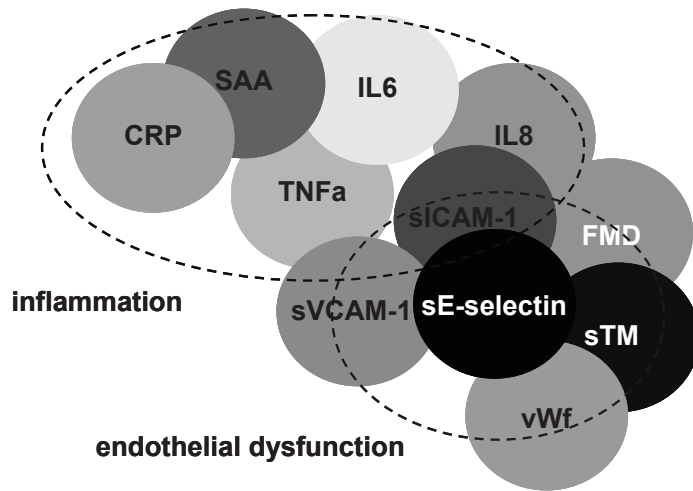 SAA
IL6
CRP
IL8
TNFa
sICAM-1
FMD
inflammation
sVCAM-1
sE-selectin
sTM
vWf
endothelial dysfunction